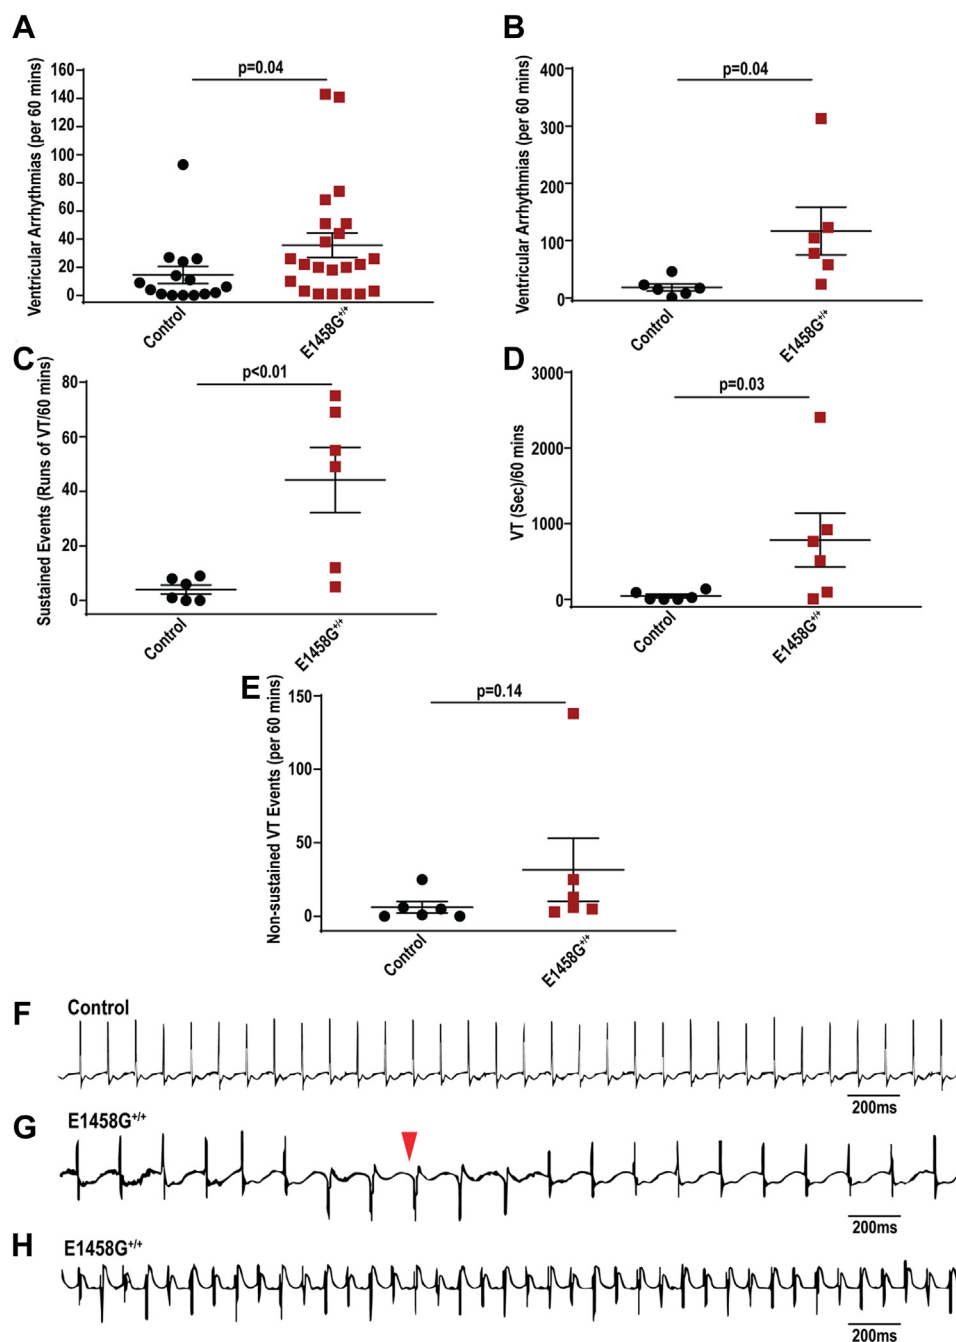 A
Ventricular Arrhythmias (per 60 mins)
160
140
120
100
80
60
40
20
0
p=0.04
Control
E1458G+/+
B
Ventricular Arrhythmias (per 60 mins)
400
300
200
100
0
p=0.04
Control
E1458G+/+
C
Sustained Events (Runs of VT/60 mins)
80
60
40
20
0
p<0.01
Control
E1458G+/+
D
VT (Sec)/60 mins
3000
2000
1000
0
p=0.03
Control
E1458G+/+
E
Non-sustained VT Events (per 60 mins)
150
100
50
0
p=0.14
Control
E1458G+/+
F
Control
200ms
G
E1458G+/+
200ms
H
E1458G+/+
200ms